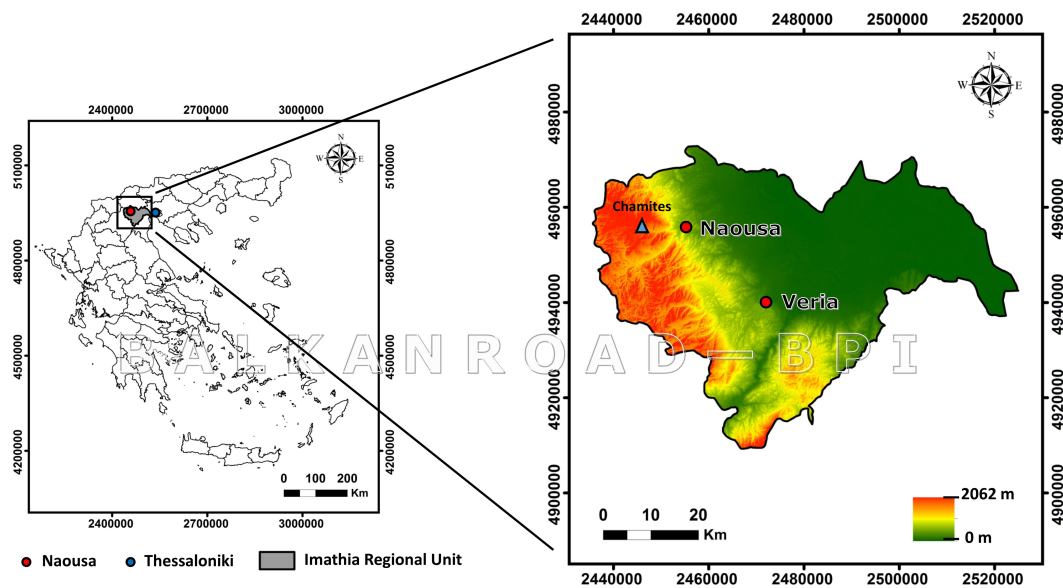 2400000 2700000 3000000
5100000
4800000
4500000
4200000
5100000
4800000
4500000
4200000
N
W E
S
0 100 200
Km
2400000 2700000 3000000
Naousa Thessaloniki Imathia Regional Unit
2440000 2460000 2480000 2500000 2520000
4980000
4960000
4940000
4920000
4900000
4980000
4960000
4940000
4920000
4900000
N
W E
S
Chamites
Naousa
Veria
BALKANROAD—BPI
2062 m
0 m
0 10 20
Km
2440000 2460000 2480000 2500000 2520000